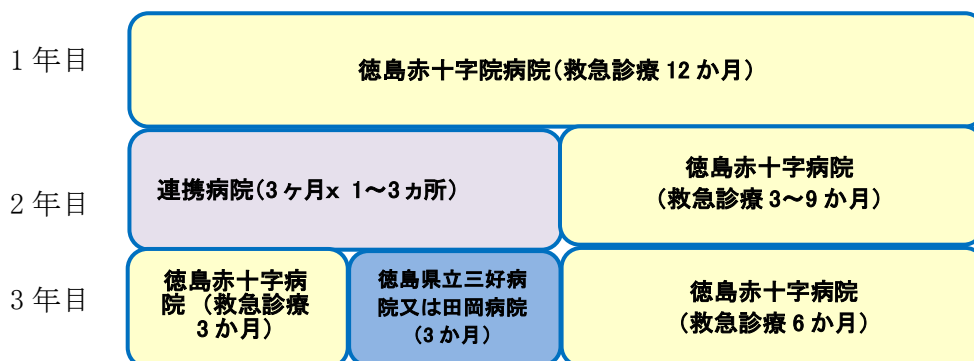 1年目
徳島赤十字院病院(救急診療12か月)
2年目
連携病院(3ヶ月x 1～3ヵ所)
徳島赤十字病院
(救急診療3～9か月)
3年目
徳島赤十字病
院 (救急診療
3か月)
徳島県立三好病
院又は田岡病院
(3か月)
徳島赤十字病院
(救急診療6か月)